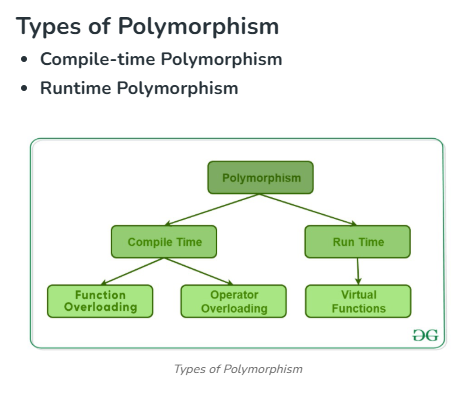 Types of Polymorphism
• Compile-time Polymorphism
• Runtime Polymorphism
Polymorphism
Compile Time
Run Time
Function
Overloading
Operator
Overloading
Virtual
Functions
Types of Polymorphism